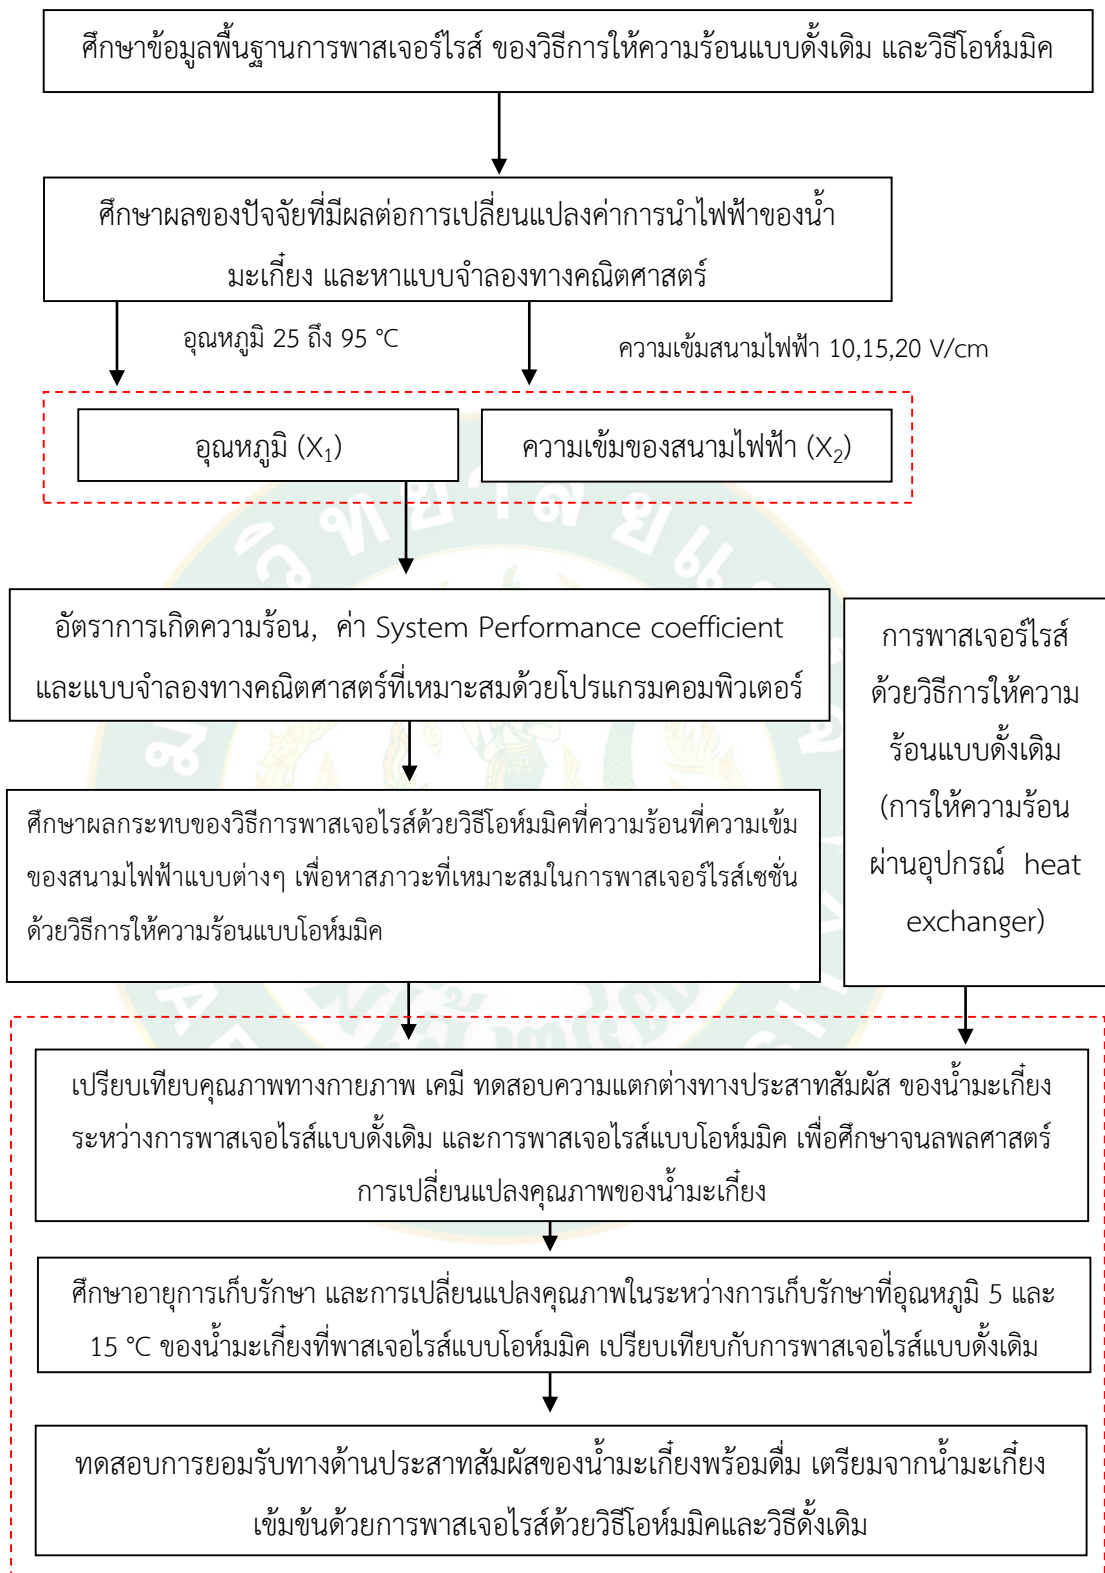 ศึกษาข้อมูลพื้นฐานการพาสเจอร์ไรส์ ของวิธีการให้ความร้อนแบบดั้งเดิม และวิธีโอห์มมิค
ศึกษาผลของปัจจัยที่มีผลต่อการเปลี่ยนแปลงค่าการนำไฟฟ้าของน้ำ
มะเกี๋ยง และหาแบบจำลองทางคณิตศาสตร์
อุณหภูมิ 25 ถึง 95 °C
ความเข้มสนามไฟฟ้า 10,15,20 V/cm
อุณหภูมิ (X₁)
ความเข้มของสนามไฟฟ้า (X₂)
อัตราการเกิดความร้อน, ค่า System Performance coefficient
และแบบจำลองทางคณิตศาสตร์ที่เหมาะสมด้วยโปรแกรมคอมพิวเตอร์
การพาสเจอร์ไรส์
ด้วยวิธีการให้ความ
ร้อนแบบดั้งเดิม
(การให้ความร้อน
ผ่านอุปกรณ์ heat
exchanger)
ศึกษาผลกระทบของวิธีการพาสเจอไรส์ด้วยวิธีโอห์มมิคที่ความร้อนที่ความเข้ม
ของสนามไฟฟ้าแบบต่างๆ เพื่อหาสภาวะที่เหมาะสมในการพาสเจอร์ไรส์เซชั่น
ด้วยวิธีการให้ความร้อนแบบโอห์มมิค
เปรียบเทียบคุณภาพทางกายภาพ เคมี ทดสอบความแตกต่างทางประสาทสัมผัส ของน้ำมะเกี๋ยง
ระหว่างการพาสเจอไรส์แบบดั้งเดิม และการพาสเจอไรส์แบบโอห์มมิค เพื่อศึกษาจนลพลศาสตร์
การเปลี่ยนแปลงคุณภาพของน้ำมะเกี๋ยง
ศึกษาอายุการเก็บรักษา และการเปลี่ยนแปลงคุณภาพในระหว่างการเก็บรักษาที่อุณหภูมิ 5 และ
15 °C ของน้ำมะเกี๋ยงที่พาสเจอไรส์แบบโอห์มมิค เปรียบเทียบกับการพาสเจอไรส์แบบดั้งเดิม
ทดสอบการยอมรับทางด้านประสาทสัมผัสของน้ำมะเกี๋ยงพร้อมดื่ม เตรียมจากน้ำมะเกี๋ยง
เข้มข้นด้วยการพาสเจอไรส์ด้วยวิธีโอห์มมิคและวิธีดั้งเดิม